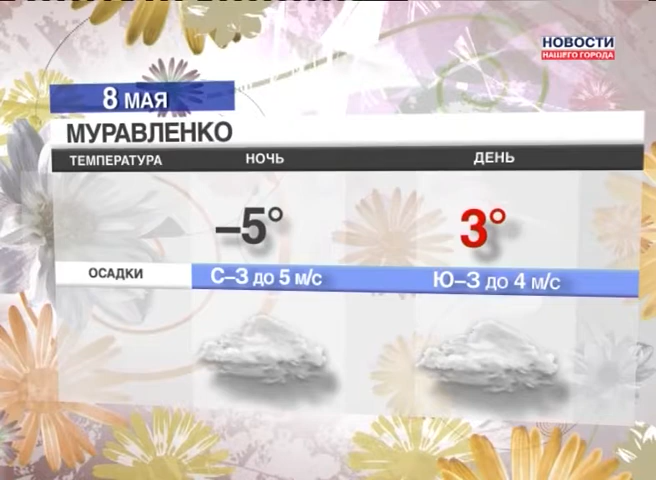 НОВОСТИ
НАШЕГО ГОРОДА
8 МАЯ
МУРАВЛЕНКО
ТЕМПЕРАТУРА НОЧЬ ДЕНЬ
–5° 3°
ОСАДКИ С–З ДО 5 М/С Ю–З ДО 4 М/С